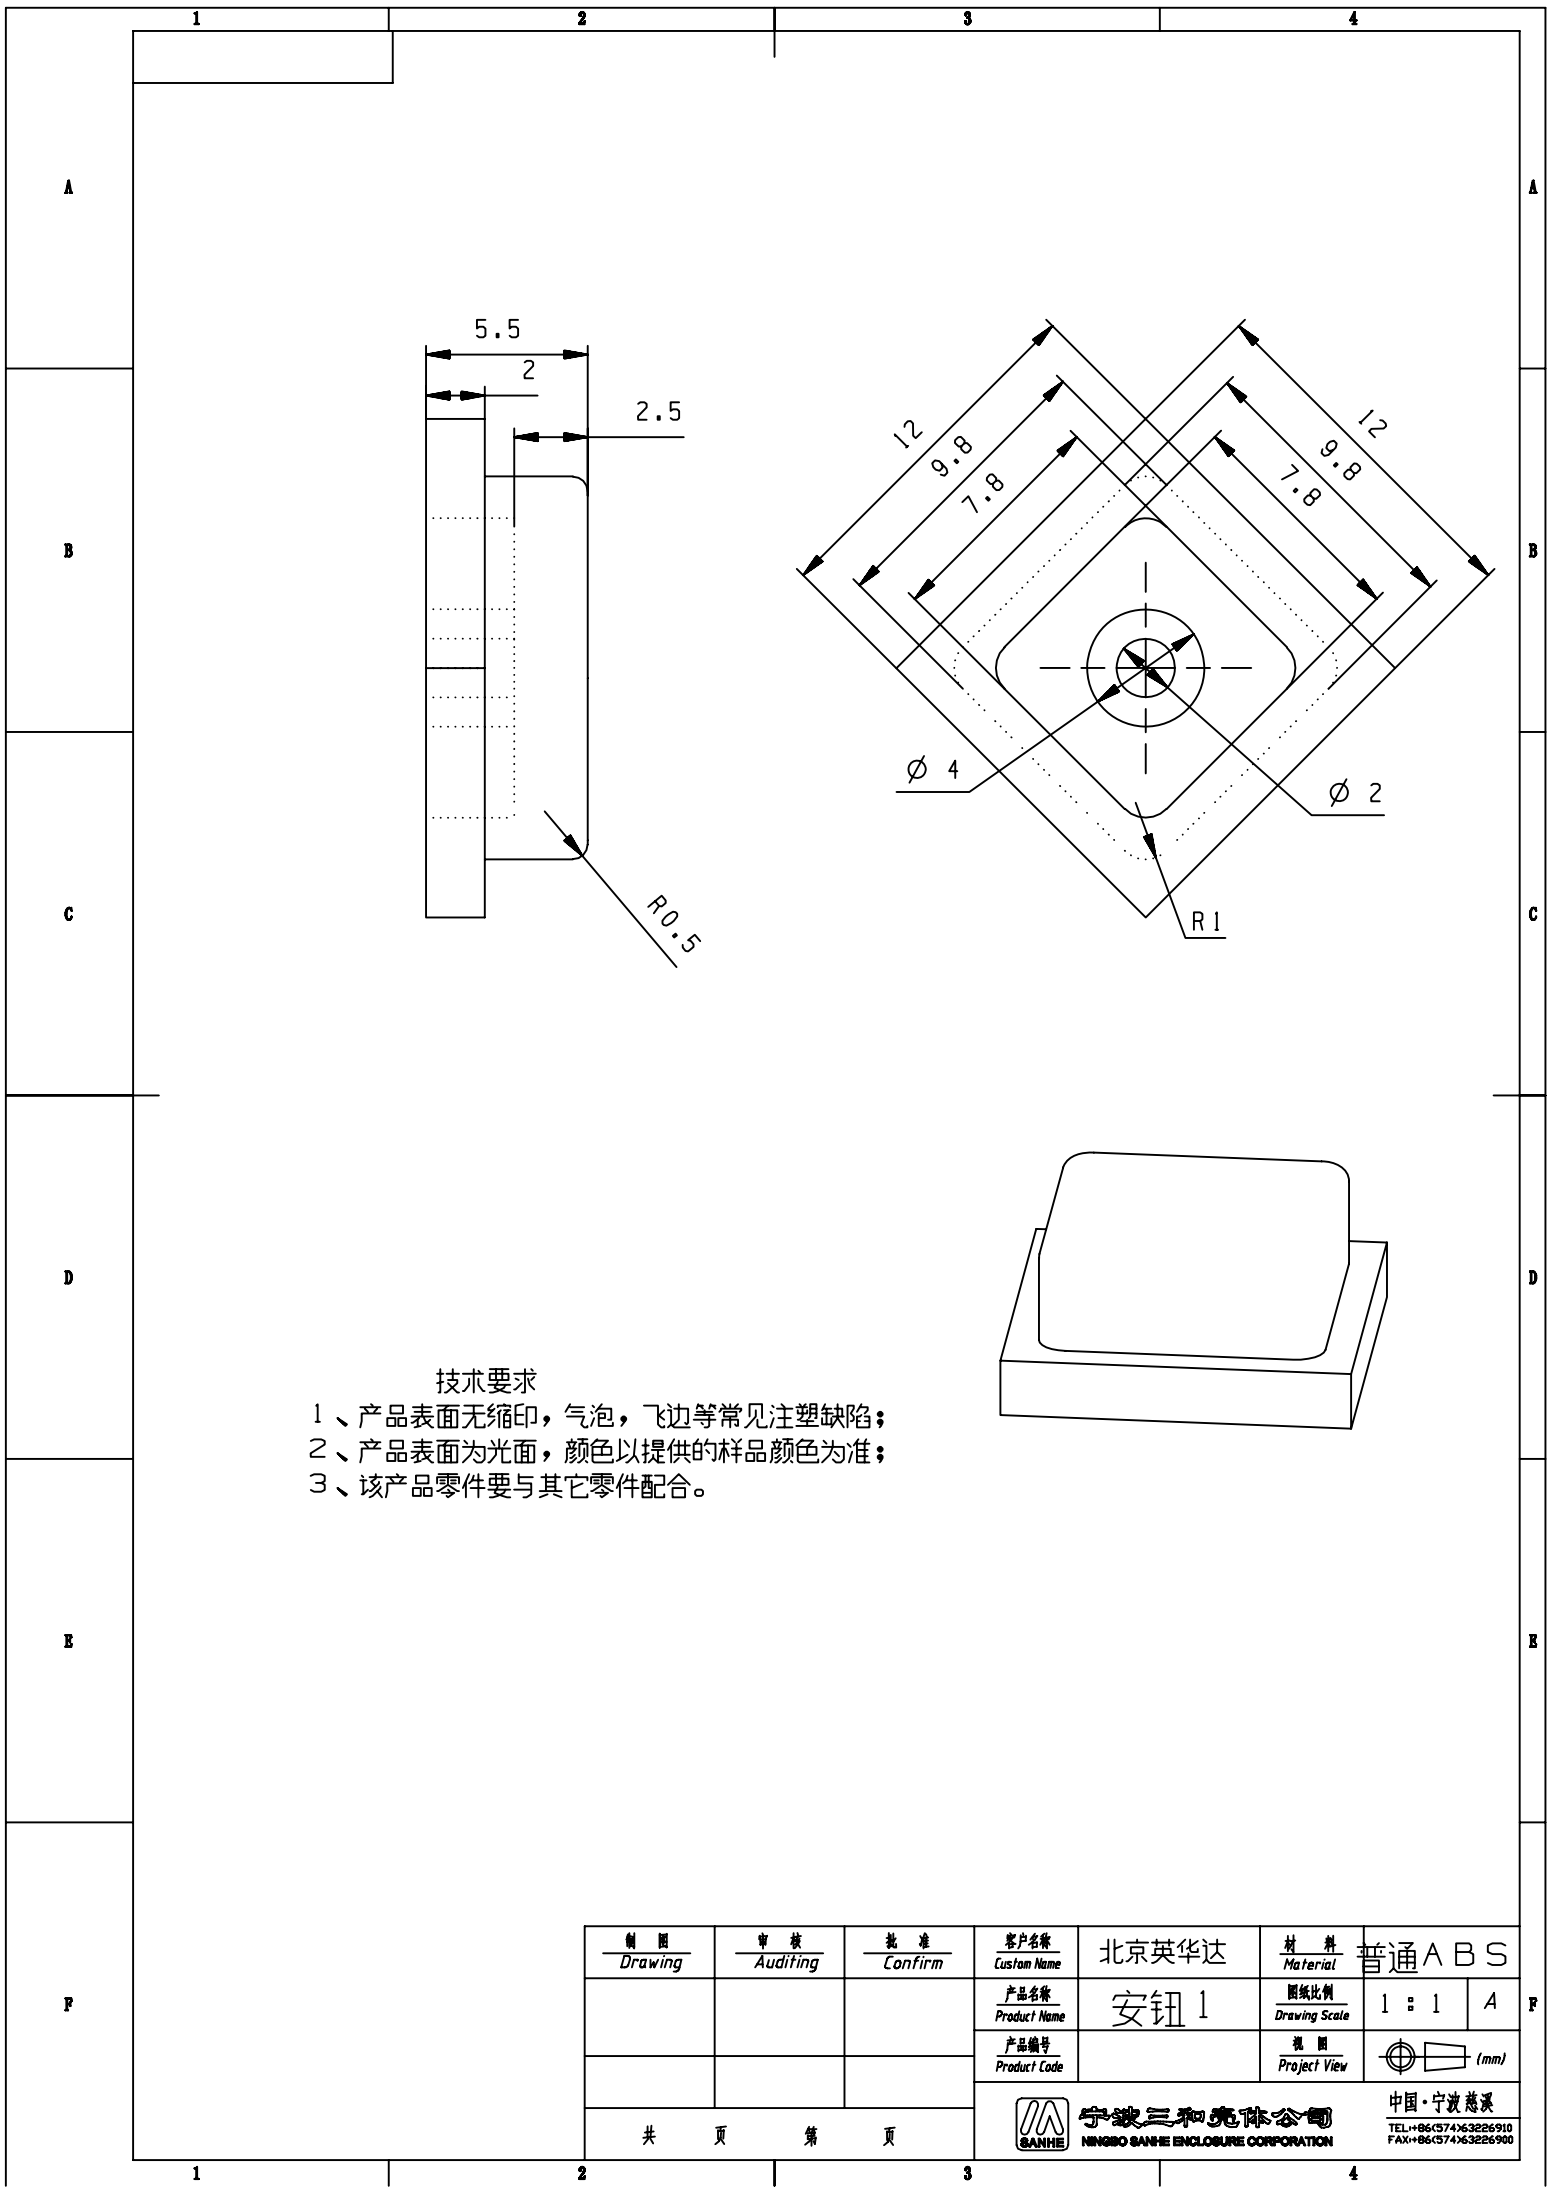 1 2 3 4
A A
5.5
2
2.5
12 12
9.8 9.8
7.8 7.8
B B
Ø 4
Ø 2
R0.5
R1
C C
D D
技术要求
1、产品表面无缩印，气泡，飞边等常见注塑缺陷；
2、产品表面为光面，颜色以提供的样品颜色为准；
3、该产品零件要与其它零件配合。
E E
制 图 审 核 批 准 客户名称 北京英华达 材 料 普通ABS
Drawing Auditing Confirm Custom Name Material
产品名称 安钮1 图纸比例 1:1 A
Product Name Drawing Scale
F F
产品编号 视 图
Product Code Project View (mm)
共 页 第 页
SANHE
宁波三和壳体公司
NINGBO SANHE ENCLOSURE CORPORATION
中国·宁波慈溪
TEL:+86(574)63226910
FAX:+86(574)63226900
1 2 3 4